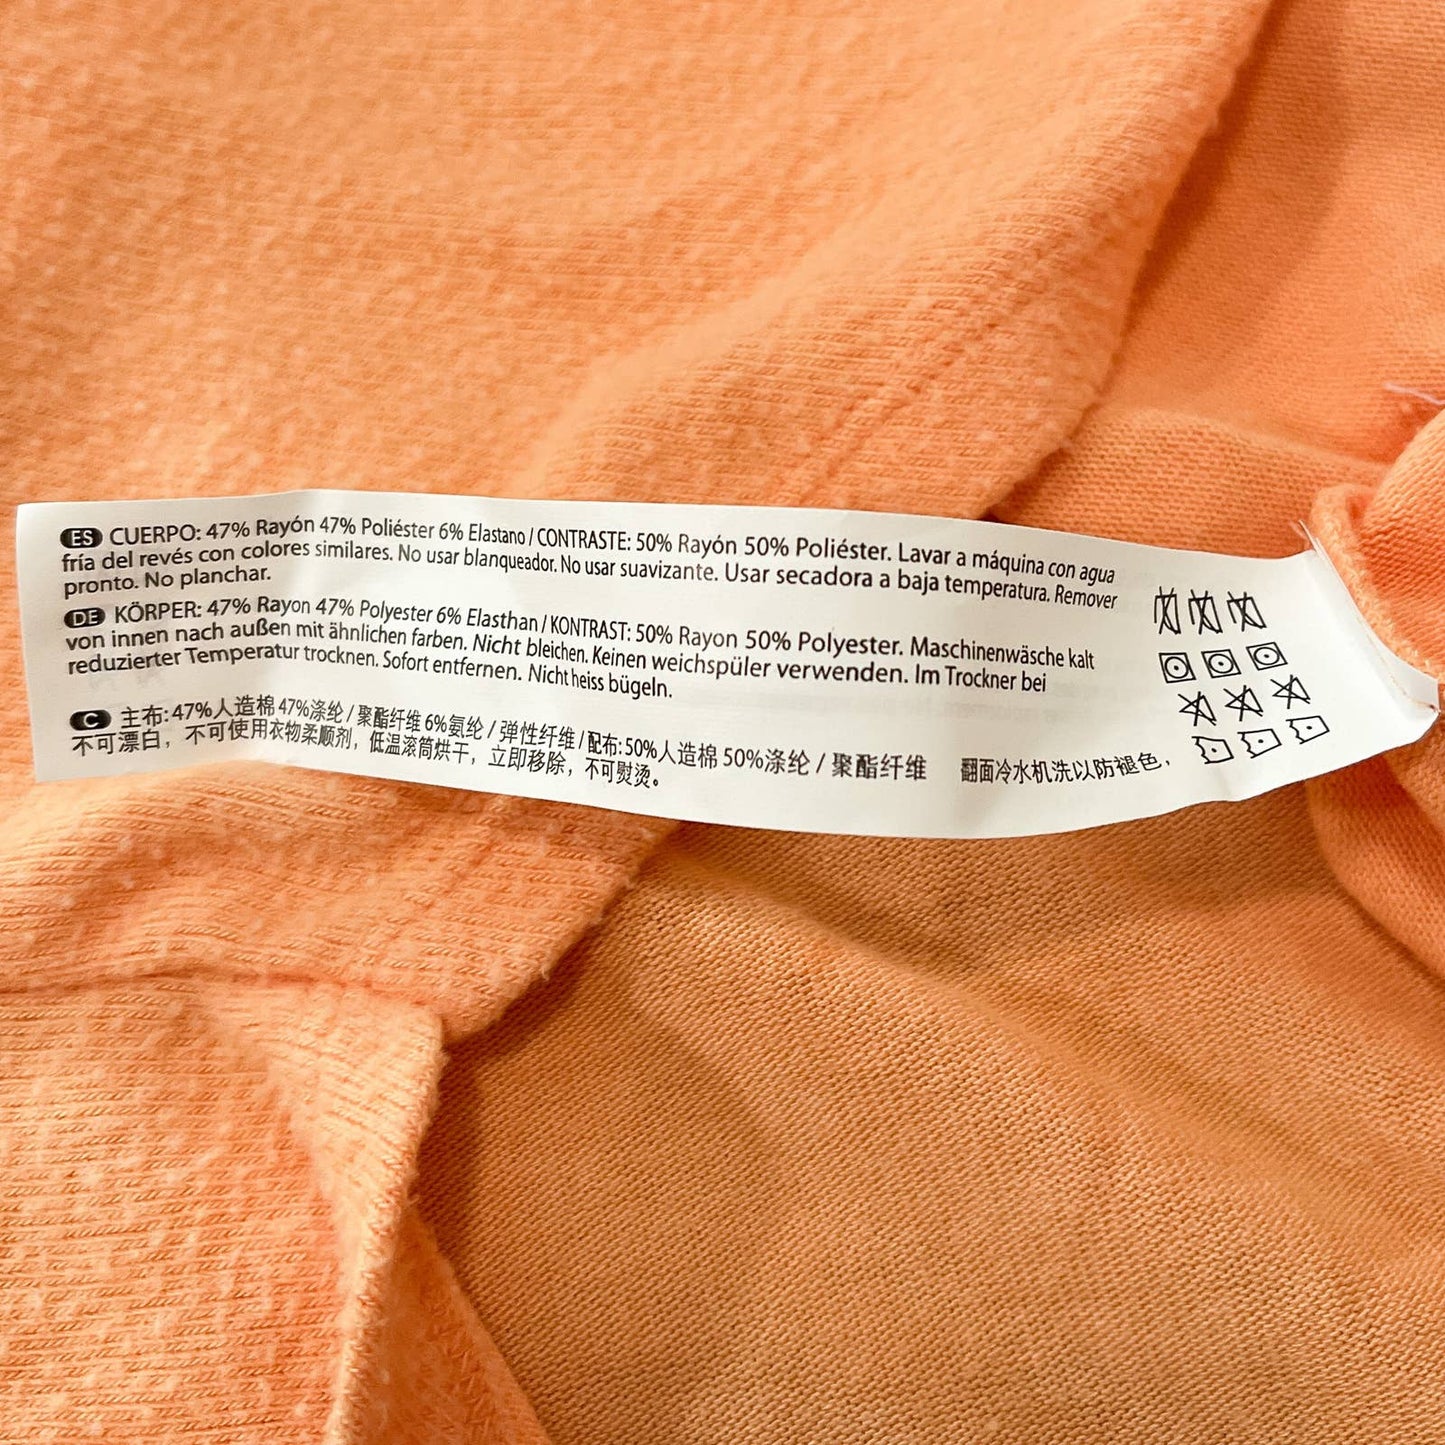 ES CUERPO: 47% Rayón 47% Poliéster 6% Elastano / CONTRASTE: 50% Rayón 50% Poliéster. Lavar a máquina con agua
fría del revés con colores similares. No usar blanqueador. No usar suavizante. Usar secadora a baja temperatura. Remover
pronto. No planchar.
DE KÖRPER: 47% Rayon 47% Polyester 6% Elasthan / KONTRAST: 50% Rayon 50% Polyester. Maschinenwäsche kalt
von innen nach außen mit ähnlichen farben. Nicht bleichen. Keinen weichspüler verwenden. Im Trockner bei
reduzierter Temperatur trocknen. Sofort entfernen. Nicht heiss bügeln.
C 主布: 47%人造棉 47%涤纶 / 聚酯纤维 6%氨纶 / 弹性纤维 / 配布: 50%人造棉 50%涤纶 / 聚酯纤维 翻面冷水机洗以防褪色，
不可漂白，不可使用衣物柔顺剂，低温滚筒烘干，立即移除，不可熨烫。